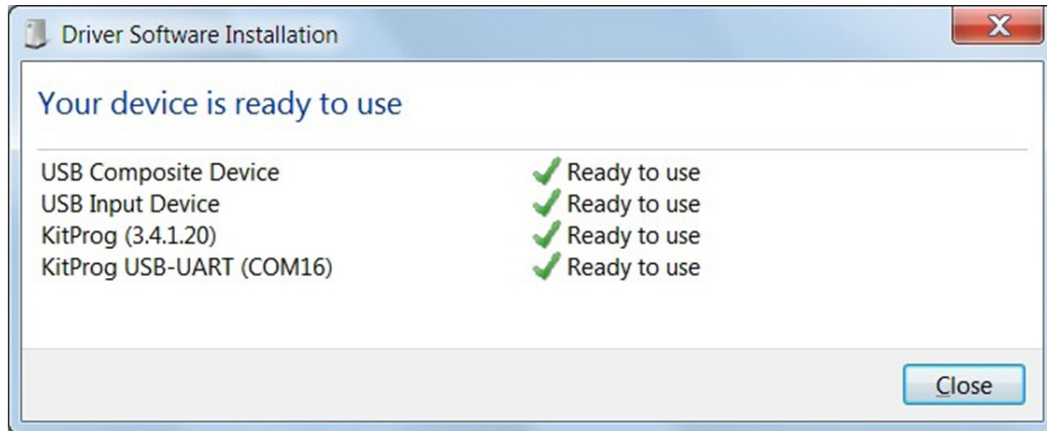 Driver Software Installation
Your device is ready to use
USB Composite Device Ready to use
USB Input Device Ready to use
KitProg (3.4.1.20) Ready to use
KitProg USB-UART (COM16) Ready to use
Close